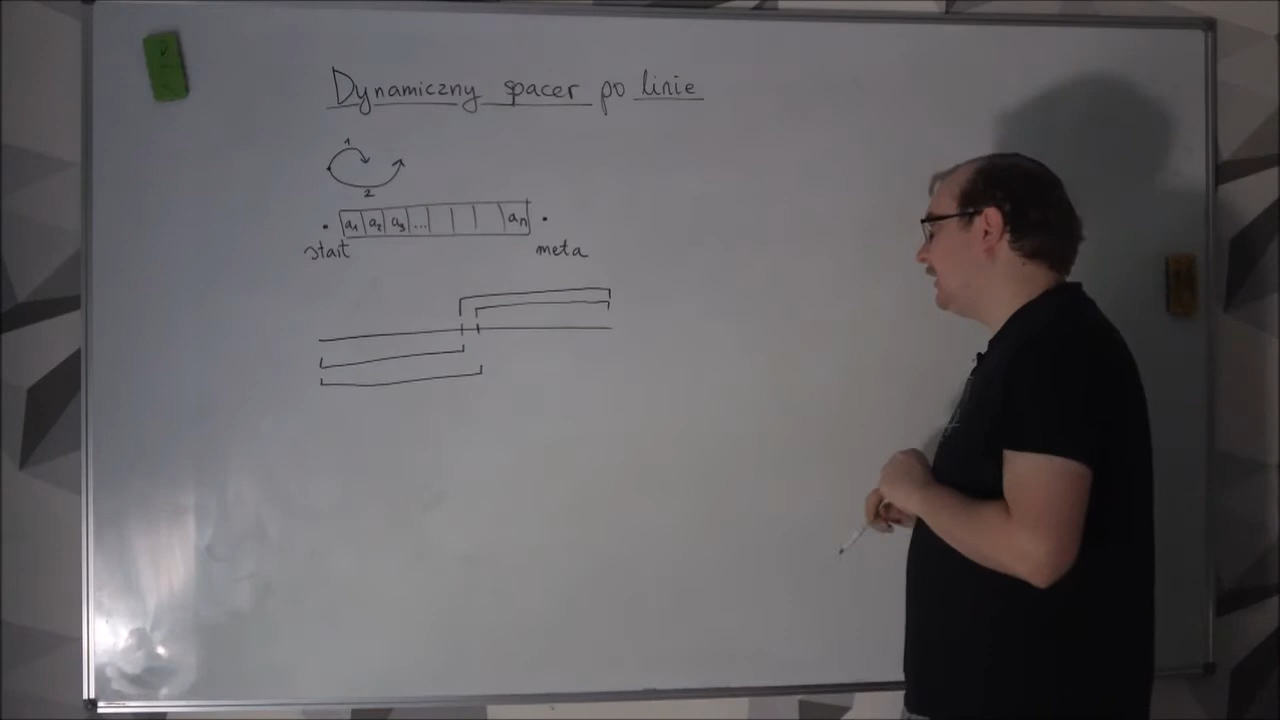 Dynamiczny spacer po linie
1
2
a1 a2 a3 ... an
start meta